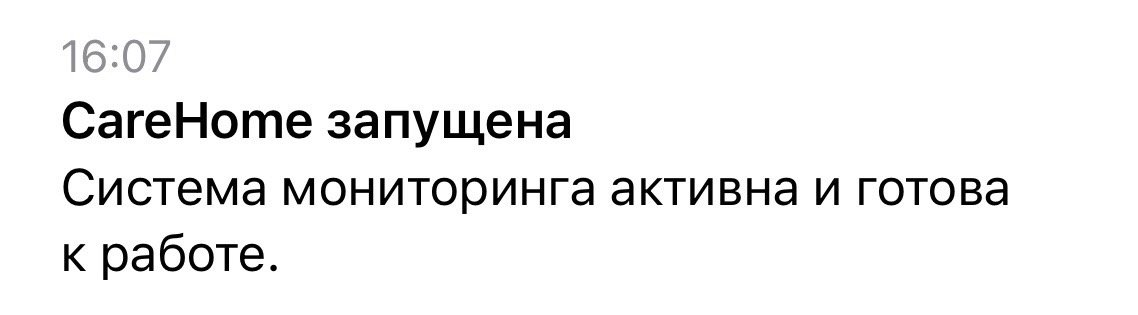 16:07
CareHome запущена
Система мониторинга активна и готова
к работе.